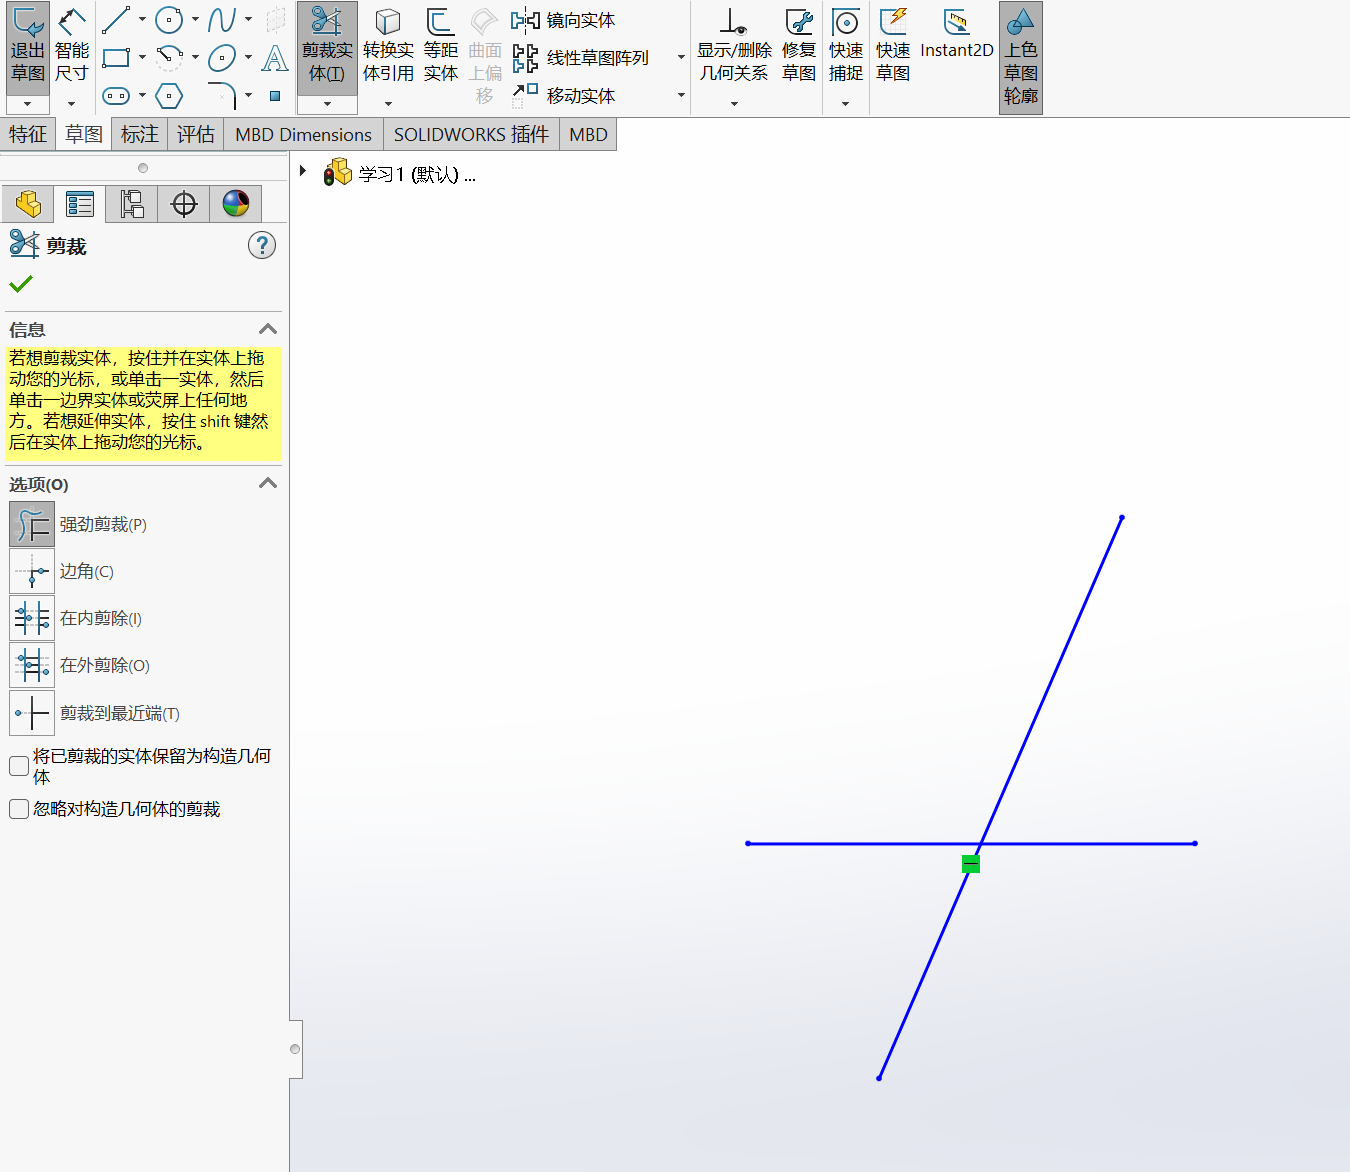 退出草图
智能尺寸
剪裁实体(T)
转换实体引用
等距实体
曲面上偏移
镜向实体
线性草图阵列
移动实体
显示/删除几何关系
修复草图
快速捕捉
快速草图
Instant2D
上色草图轮廓
特征 草图 标注 评估 MBD Dimensions SOLIDWORKS 插件 MBD
学习1 (默认) ...
剪裁
?
信息
若想剪裁实体，按住并在实体上拖
动您的光标，或单击一实体，然后
单击一边界实体或荧屏上任何地
方。若想延伸实体，按住 shift 键然
后在实体上拖动您的光标。
选项(O)
强劲剪裁(P)
边角(C)
在内剪除(I)
在外剪除(O)
剪裁到最近端(T)
将已剪裁的实体保留为构造几何
体
忽略对构造几何体的剪裁